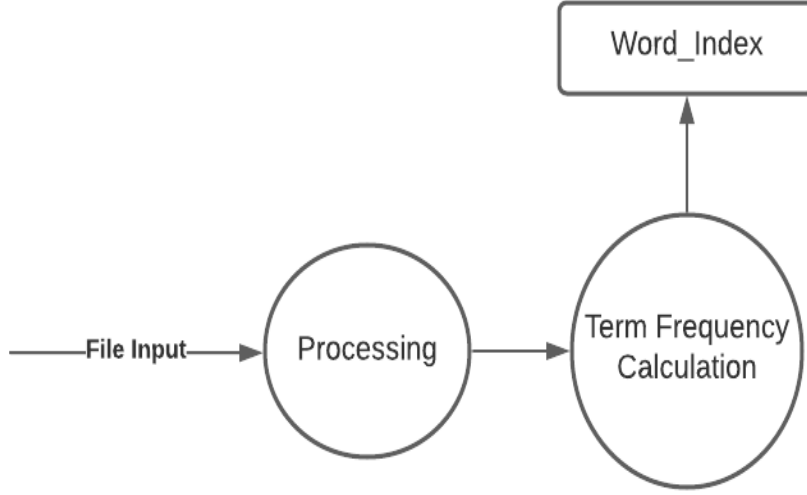 Word_Index
File Input
Processing
Term Frequency
Calculation